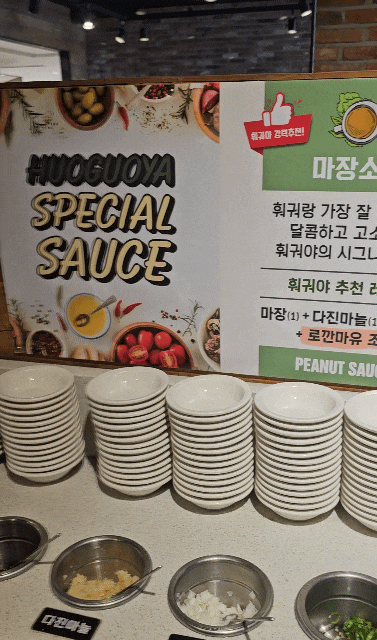 HUOGUOYA
SPECIAL
SAUCE
훠궈야 강력추천!
마장소
훠궈랑 가장 잘
달콤하고 고소
훠궈야의 시그니
훠궈야 추천 레
마장(1) + 다진마늘(1
+ 로깐마유 조
PEANUT SAUC
다진마늘